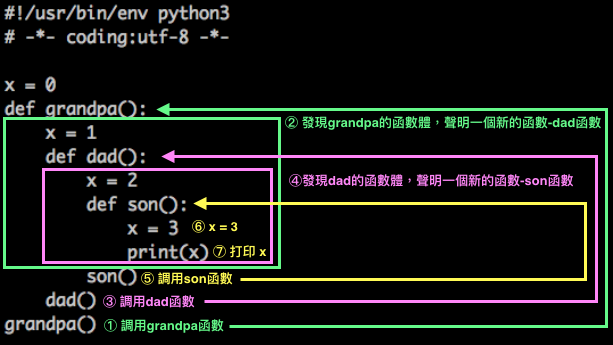 #!/usr/bin/env python3
# -*- coding:utf-8 -*-
x = 0
def grandpa():
② 發現grandpa的函數體，聲明一個新的函數-dad函數
x = 1
def dad():
x = 2
④發現dad的函數體，聲明一個新的函數-son函數
def son():
x = 3 ⑥ x = 3
print(x) ⑦ 打印 x
son() ⑤ 調用son函數
dad() ③ 調用dad函數
grandpa() ① 調用grandpa函數